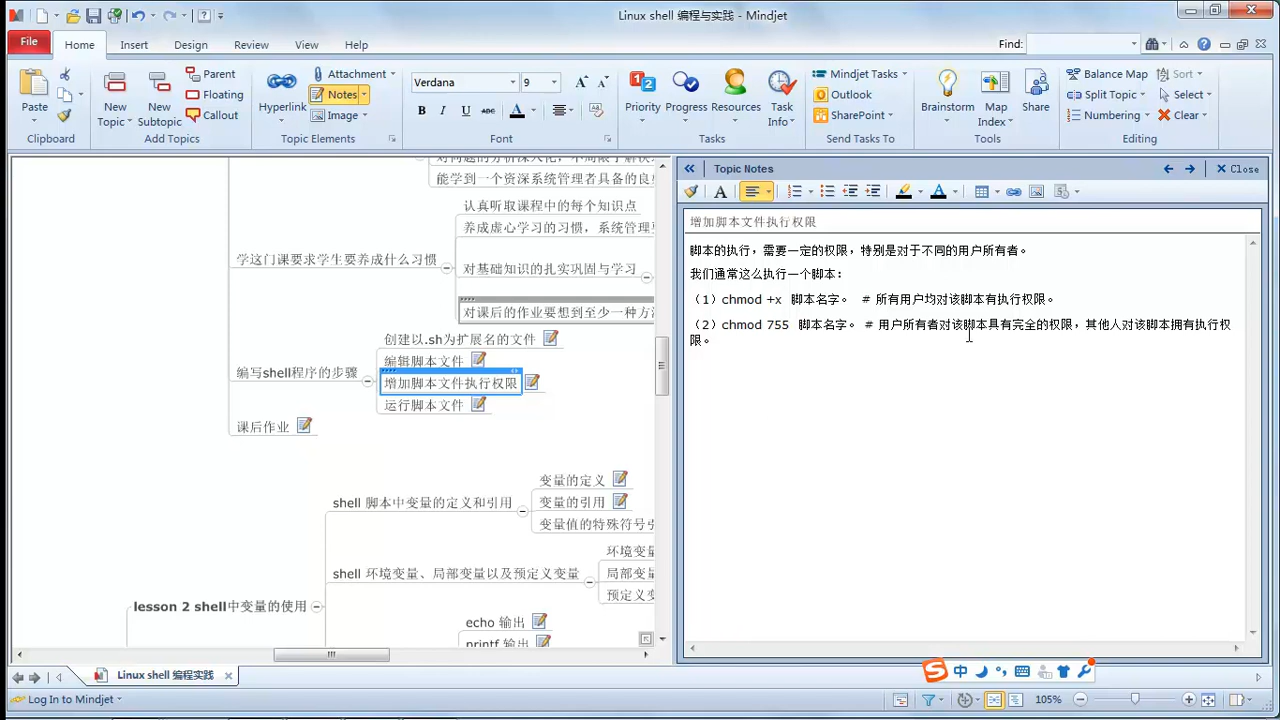 Linux shell 编程与实践 - Mindjet
File
Home
Insert
Design
Review
View
Help
Find:
Paste
Clipboard
New Topic
New Subtopic
Parent
Floating
Callout
Add Topics
Hyperlink
Attachment
Notes
Image
Topic Elements
Verdana
9
B I U abc A
Font
Priority
Progress
Resources
Task Info
Tasks
Mindjet Tasks
Outlook
SharePoint
Send Tasks To
Brainstorm
Map Index
Share
Tools
Balance Map
Split Topic
Numbering
Sort
Select
Clear
Editing
能学到一个资深系统管理者具备的良
认真听取课程中的每个知识点
养成虚心学习的习惯，系统管理
学这门课要求学生要养成什么习惯
对基础知识的扎实巩固与学习
对课后的作业要想到至少一种方
创建以.sh为扩展名的文件
编辑脚本文件
编写shell程序的步骤
增加脚本文件执行权限
运行脚本文件
课后作业
变量的定义
shell 脚本中变量的定义和引用
变量的引用
变量值的特殊符号引
环境变量
shell 环境变量、局部变量以及预定义变量
局部变量
预定义变
lesson 2 shell中变量的使用
echo 输出
printf 输出
Topic Notes
Close
增加脚本文件执行权限
脚本的执行，需要一定的权限，特别是对于不同的用户所有者。
我们通常这么执行一个脚本：
（1）chmod +x 脚本名字。 # 所有用户均对该脚本有执行权限。
（2）chmod 755 脚本名字。 # 用户所有者对该脚本具有完全的权限，其他人对该脚本拥有执行权
限。
Linux shell 编程实践
中
Log In to Mindjet
105%